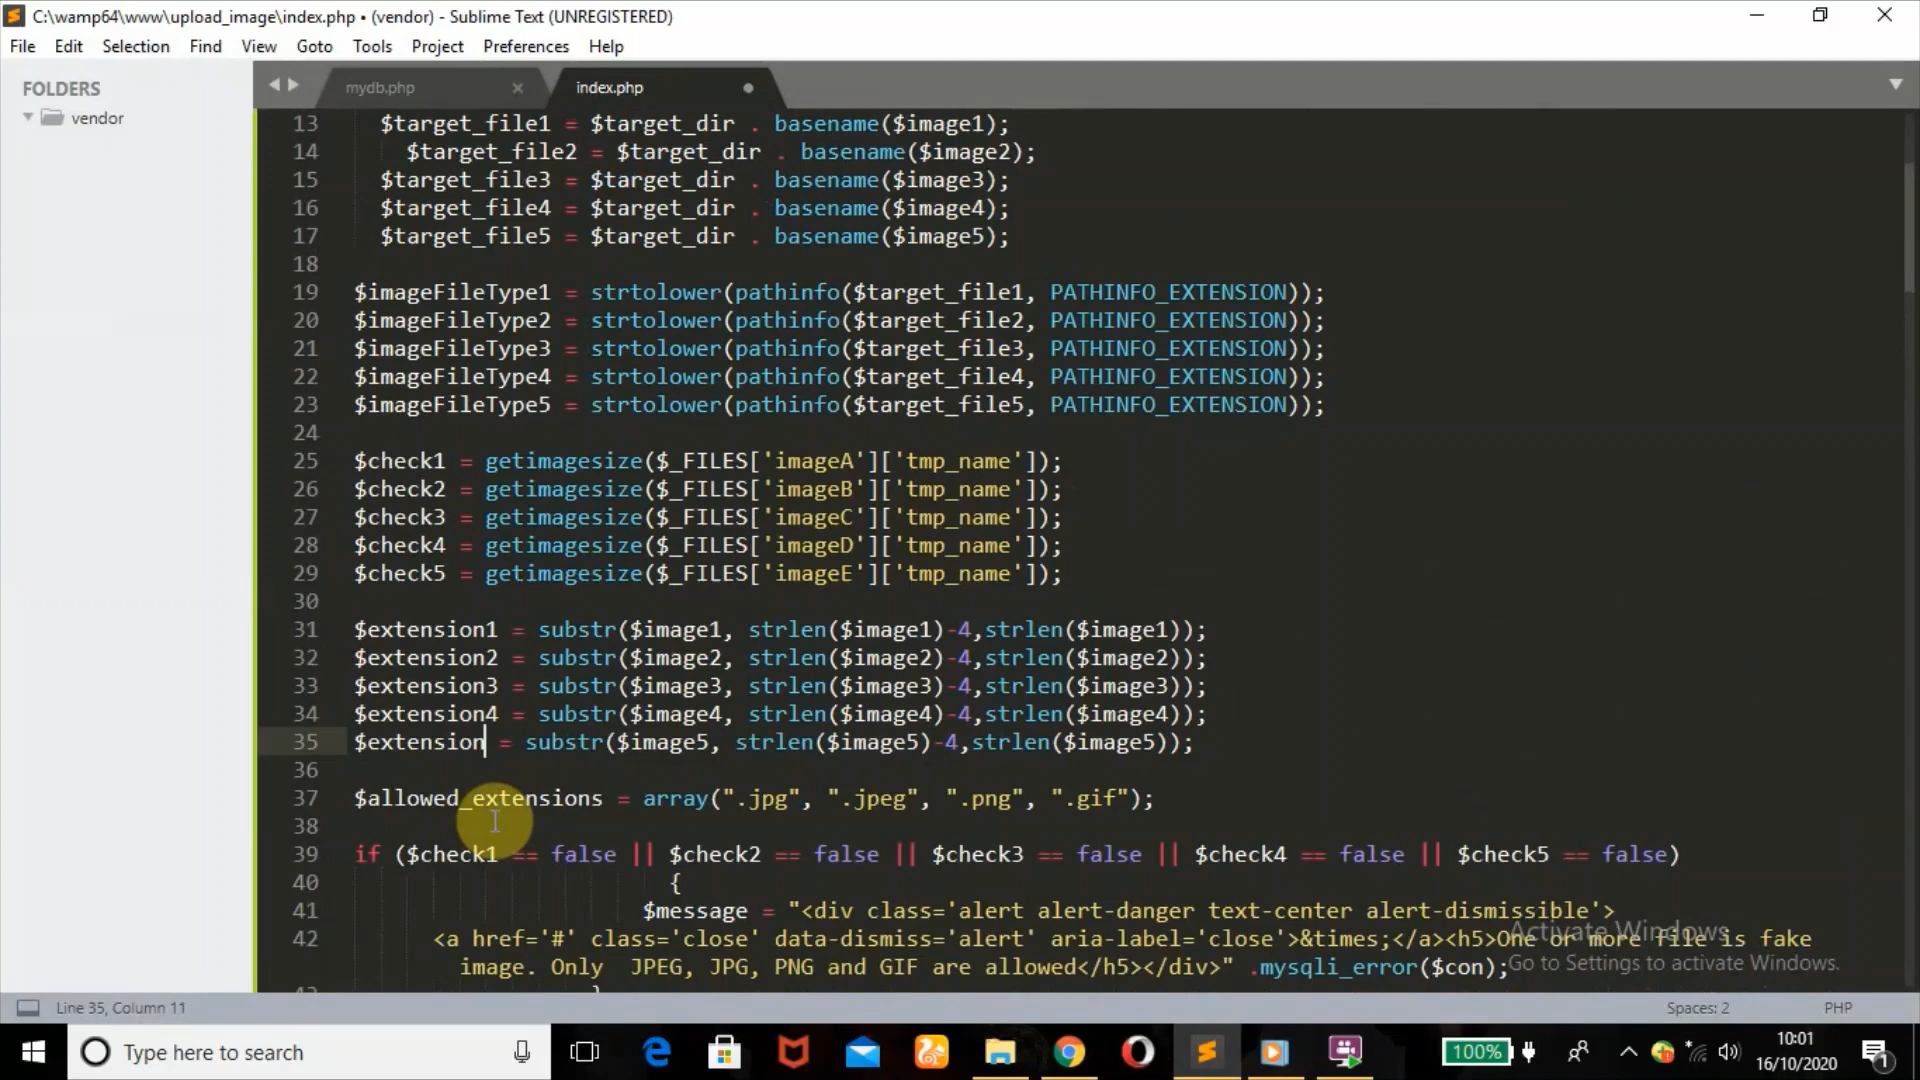 C:\wamp64\www\upload_image\index.php • (vendor) - Sublime Text (UNREGISTERED)
File Edit Selection Find View Goto Tools Project Preferences Help
FOLDERS
vendor
mydb.php × index.php
13 $target_file1 = $target_dir . basename($image1);
14 $target_file2 = $target_dir . basename($image2);
15 $target_file3 = $target_dir . basename($image3);
16 $target_file4 = $target_dir . basename($image4);
17 $target_file5 = $target_dir . basename($image5);
18
19 $imageFileType1 = strtolower(pathinfo($target_file1, PATHINFO_EXTENSION));
20 $imageFileType2 = strtolower(pathinfo($target_file2, PATHINFO_EXTENSION));
21 $imageFileType3 = strtolower(pathinfo($target_file3, PATHINFO_EXTENSION));
22 $imageFileType4 = strtolower(pathinfo($target_file4, PATHINFO_EXTENSION));
23 $imageFileType5 = strtolower(pathinfo($target_file5, PATHINFO_EXTENSION));
24
25 $check1 = getimagesize($_FILES['imageA']['tmp_name']);
26 $check2 = getimagesize($_FILES['imageB']['tmp_name']);
27 $check3 = getimagesize($_FILES['imageC']['tmp_name']);
28 $check4 = getimagesize($_FILES['imageD']['tmp_name']);
29 $check5 = getimagesize($_FILES['imageE']['tmp_name']);
30
31 $extension1 = substr($image1, strlen($image1)-4,strlen($image1));
32 $extension2 = substr($image2, strlen($image2)-4,strlen($image2));
33 $extension3 = substr($image3, strlen($image3)-4,strlen($image3));
34 $extension4 = substr($image4, strlen($image4)-4,strlen($image4));
35 $extension = substr($image5, strlen($image5)-4,strlen($image5));
36
37 $allowed_extensions = array(".jpg", ".jpeg", ".png", ".gif");
38
39 if ($check1 == false || $check2 == false || $check3 == false || $check4 == false || $check5 == false)
40 {
41 $message = "<div class='alert alert-danger text-center alert-dismissible'>
42 <a href='#' class='close' data-dismiss='alert' aria-label='close'>&times;</a><h5>One or more file is fake
image. Only  JPEG, JPG, PNG and GIF are allowed</h5></div>" .mysqli_error($con);
Activate Windows
Go to Settings to activate Windows.
Line 35, Column 11 Spaces: 2 PHP
Type here to search 100% 10:01
16/10/2020 1